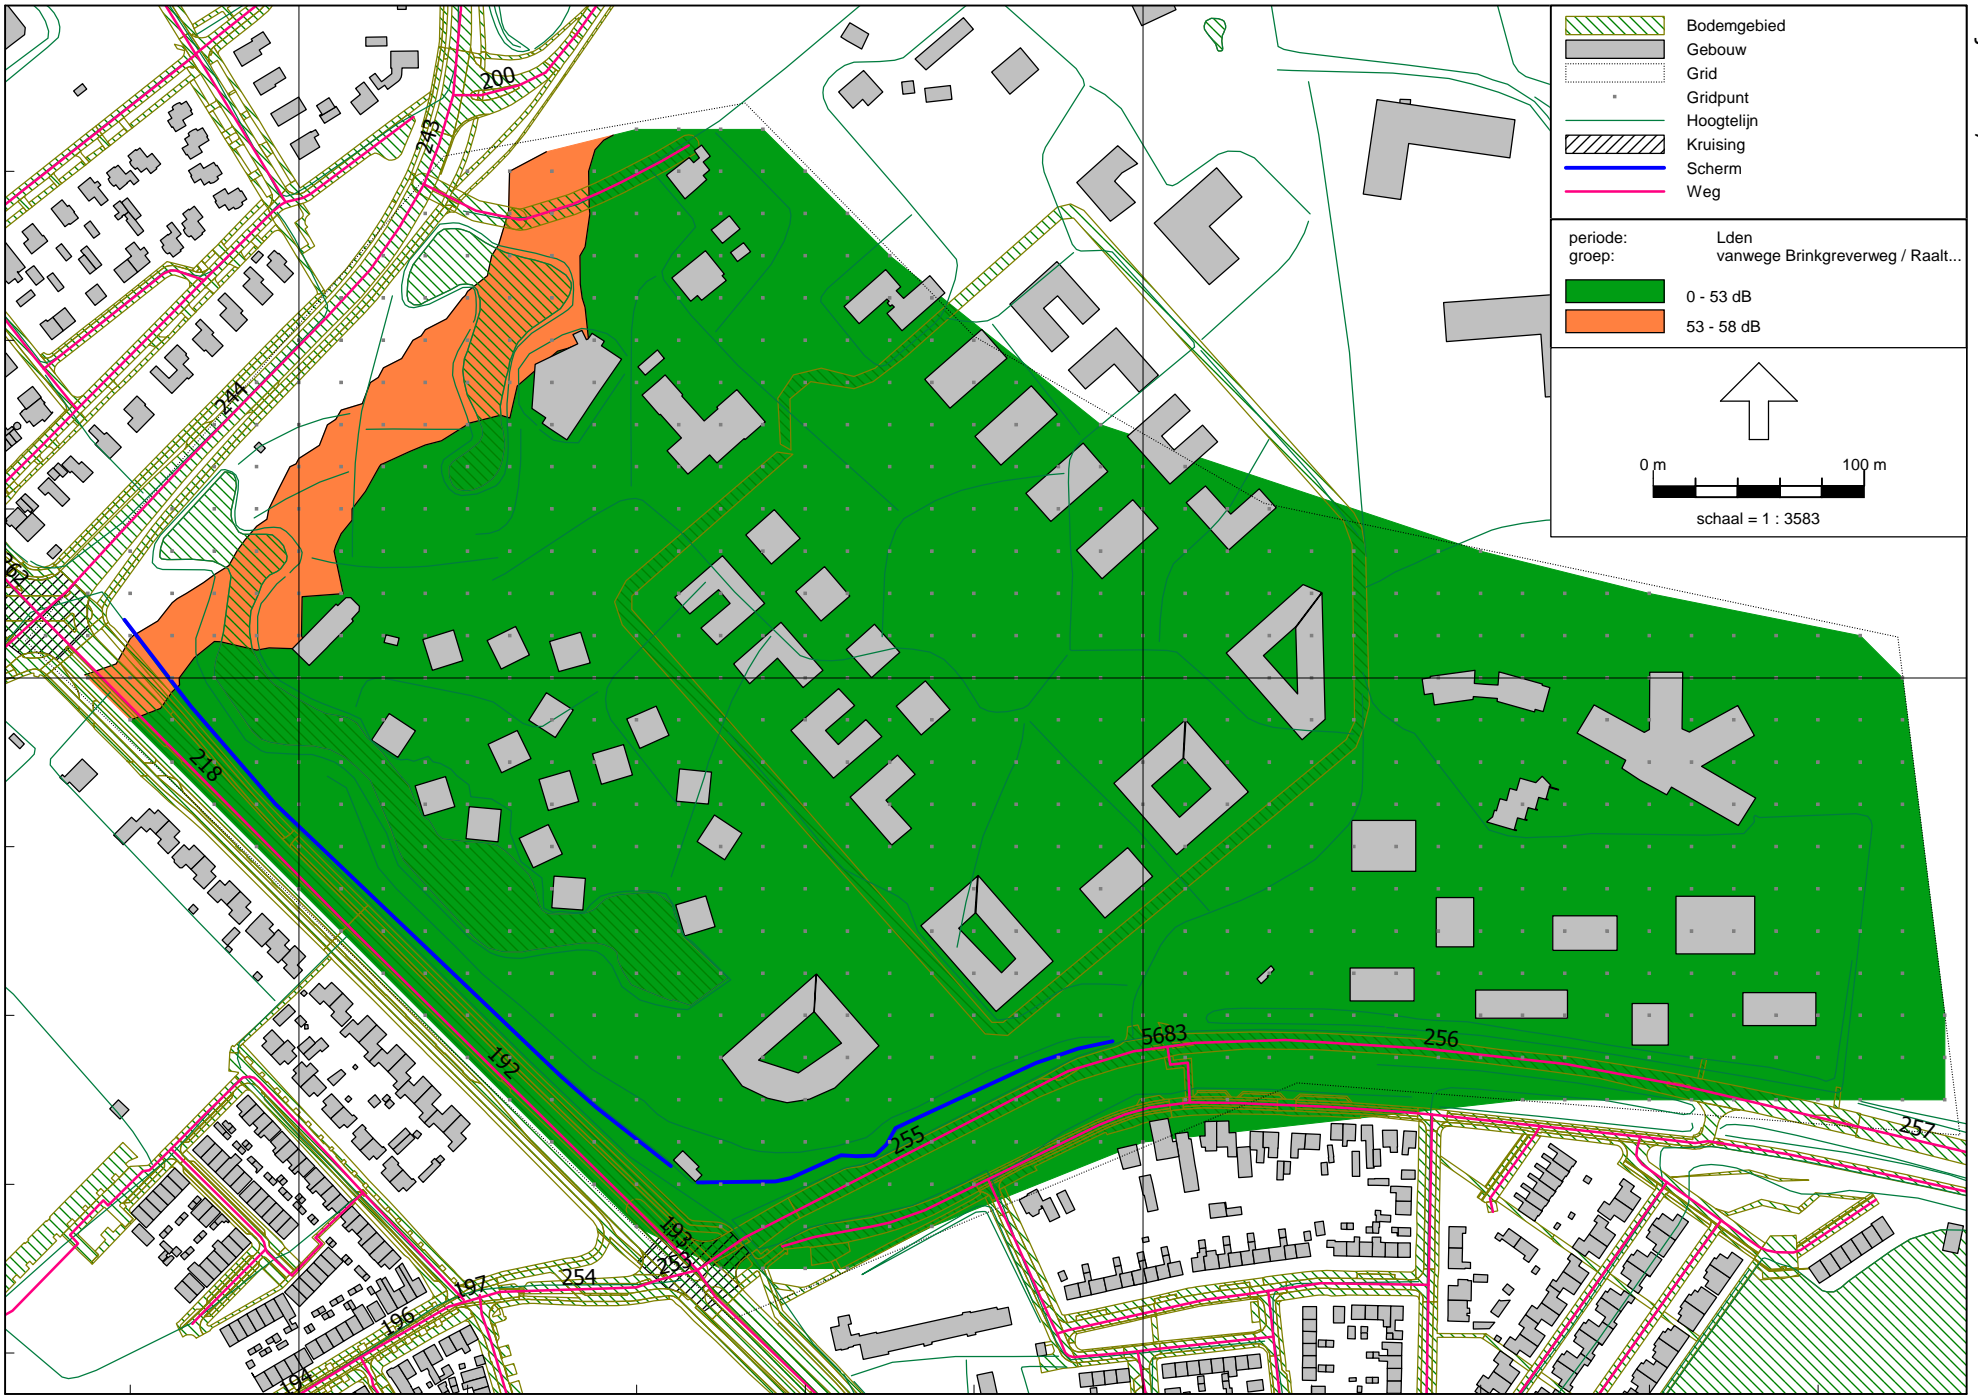 Bodemgebied
Gebouw
Grid
Gridpunt
Hoogtelijn
Kruising
Scherm
Weg
periode: Lden
groep: vanwege Brinkgreverweg / Raalt...
0 - 53 dB
53 - 58 dB
0 m 100 m
schaal = 1 : 3583
200
243
244
262
218
192
5683
256
255
257
193
253
254
197
196
194